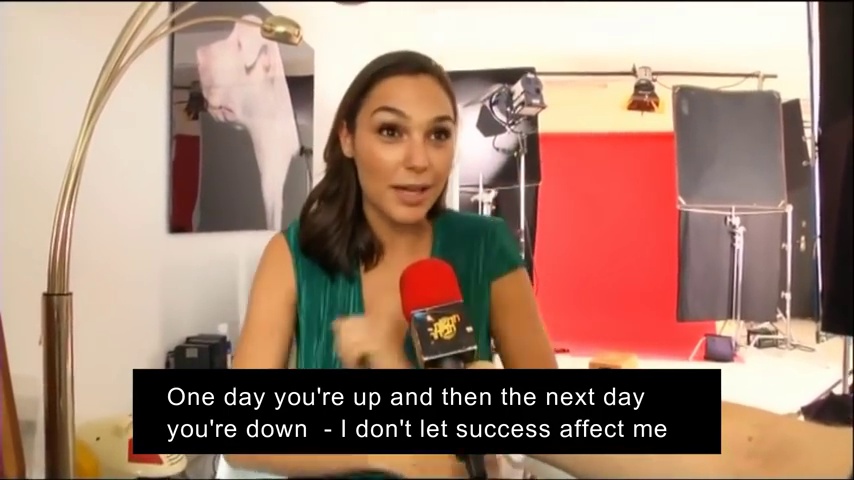 One day you're up and then the next day
you're down  - I don't let success affect me